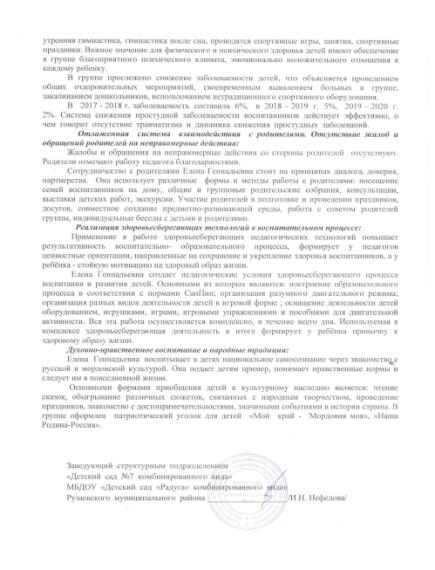 утренняя гимнастика, гимнастика после сна, проводятся спортивные игры, занятия, спортивные
праздники. Важное значение для физического и психического здоровья детей имеют обеспечение
в группе благоприятного психического климата, эмоционально положительного отношения к
каждому ребенку.
В группе прослежено снижение заболеваемости детей, что объясняется проведением
общих оздоровительных мероприятий, своевременным выявлением больных в группе,
закаливанием дошкольников, использованием нетрадиционного спортивного оборудования.
В 2017 - 2018 г. заболеваемость составила 6%, в 2018 – 2019 г. 5%, 2019 – 2020 г.
2%. Система снижения простудной заболеваемости воспитанников действует эффективно, о
чем говорит отсутствие травматизма и динамика снижения простудных заболеваний.
Отлаженная система взаимодействия с родителями. Отсутствие жалоб и
обращений родителей на неправомерные действия:
Жалобы и обращения на неправомерные действия со стороны родителей отсутствуют.
Родители отмечают работу педагога благодарностями.
Сотрудничество с родителями Елена Геннадьевна стоит на принципах диалога, доверия,
партнерства. Она использует различные формы и методы работы с родителями: посещение
семей воспитанников на дому, общие и групповые родительские собрания, консультации,
выставки детских работ, экскурсии. Участие родителей в подготовке и проведении праздников,
досугов, совместное создание предметно-развивающей среды, работа с советом родителей
группы, индивидуальные беседы с детьми и родителями.
Реализация здоровьесберегающих технологий в воспитательном процессе:
Применение в работе здоровьесберегающих педагогических технологий повышает
результативность воспитательно- образовательного процесса, формирует у педагогов
ценностные ориентации, направленные на сохранение и укрепление здоровья воспитанников, а у
ребёнка - стойкую мотивацию на здоровый образ жизни.
Елена Геннадьевна создает педагогические условия здоровьесберегающего процесса
воспитания и развития детей. Основными из которых являются: построение образовательного
процесса в соответствии с нормами СанПин; организация разумного двигательного режима;
организация разных видов деятельности детей в игровой форме ; оснащение деятельности детей
оборудованием, игрушками, играми, игровыми упражнениями и пособиями для двигательной
активности. Вся эта работа осуществляется комплексно, в течение всего дня. Используемая в
комплексе здоровьесберегающая деятельность в итоге формирует у ребёнка привычку к
здоровому образу жизни.
Духовно-нравственное воспитание и народные традиции:
Елена Геннадьевна воспитывает в детях национальное самосознание через знакомство с
русской и мордовской культурой. Она подает детям пример, понимает нравственные нормы и
следует им в повседневной жизни.
Основными формами приобщения детей к культурному наследию является: чтение
сказок, обыгрывание различных сюжетов, связанных с народным творчеством, проведение
праздников, знакомство с достопримечательностями, значимыми событиями в истории страны. В
группе оформлен патриотический уголок для детей «Мой край - Мордовия моя», «Наша
Родина-Россия».
Заведующий структурным подразделением
«Детский сад №7 комбинированного вида»
МБДОУ «Детский сад «Радуга» комбинированного вида»
Рузаевского муниципального района /И.Н. Нефедова/